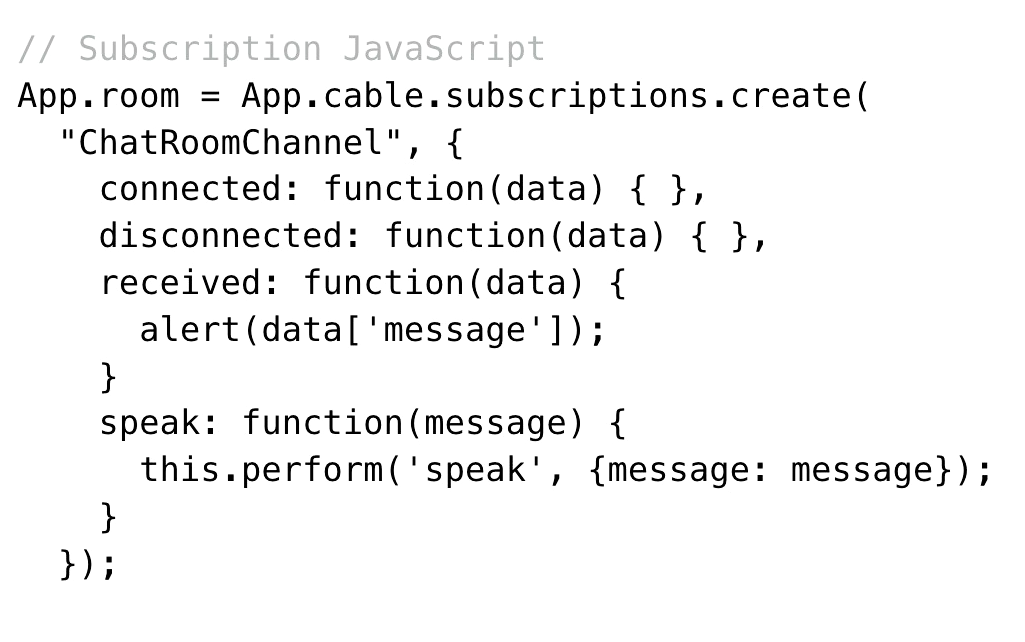 // Subscription JavaScript
App.room = App.cable.subscriptions.create(
  "ChatRoomChannel", {
    connected: function(data) { },
    disconnected: function(data) { },
    received: function(data) {
      alert(data['message']);
    }
    speak: function(message) {
      this.perform('speak', {message: message});
    }
  });